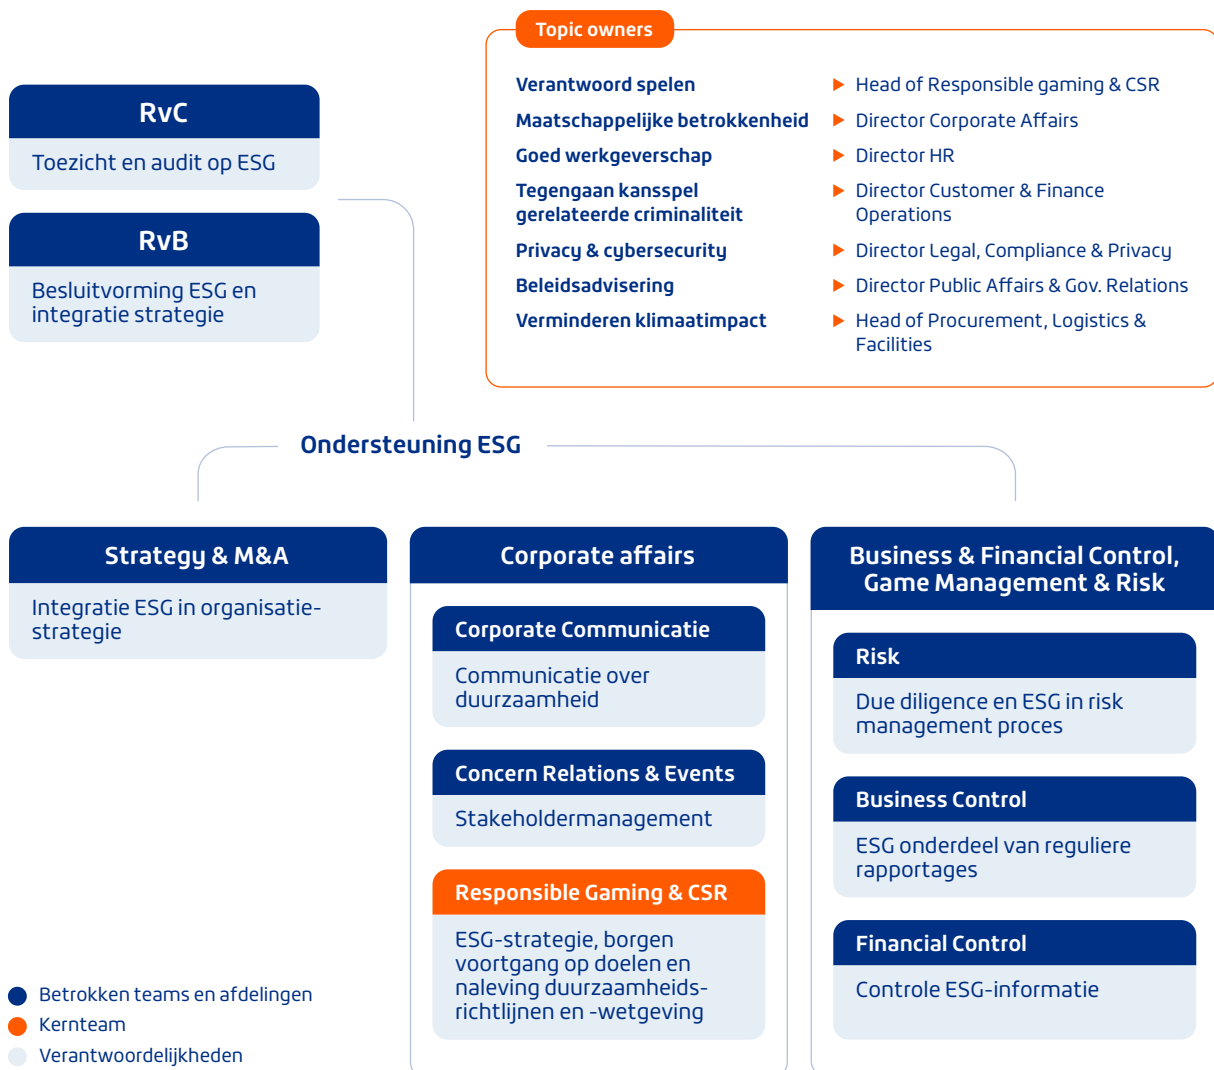 Topic owners
Verantwoord spelen
Head of Responsible gaming & CSR
Maatschappelijke betrokkenheid
Director Corporate Affairs
Goed werkgeverschap
Director HR
Tegengaan kansspel
gerelateerde criminaliteit
Director Customer & Finance
Operations
Privacy & cybersecurity
Director Legal, Compliance & Privacy
Beleidsadvisering
Director Public Affairs & Gov. Relations
Verminderen klimaatimpact
Head of Procurement, Logistics &
Facilities
RvC
Toezicht en audit op ESG
RvB
Besluitvorming ESG en
integratie strategie
Ondersteuning ESG
Strategy & M&A
Integratie ESG in organisatie-
strategie
Corporate affairs
Corporate Communicatie
Communicatie over
duurzaamheid
Concern Relations & Events
Stakeholdermanagement
Responsible Gaming & CSR
ESG-strategie, borgen
voortgang op doelen en
naleving duurzaamheids-
richtlijnen en -wetgeving
Business & Financial Control,
Game Management & Risk
Risk
Due diligence en ESG in risk
management proces
Business Control
ESG onderdeel van reguliere
rapportages
Financial Control
Controle ESG-informatie
Betrokken teams en afdelingen
Kernteam
Verantwoordelijkheden